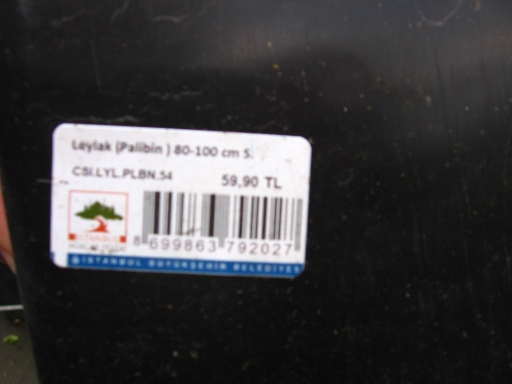 Leylak (Palibin ) 80-100 cm S.
CSI.LYL.PLBN.54
59,90 TL
İSTANBUL
8 699863 792027
İSTANBUL BÜYÜKŞEHİR BELEDİYESİ